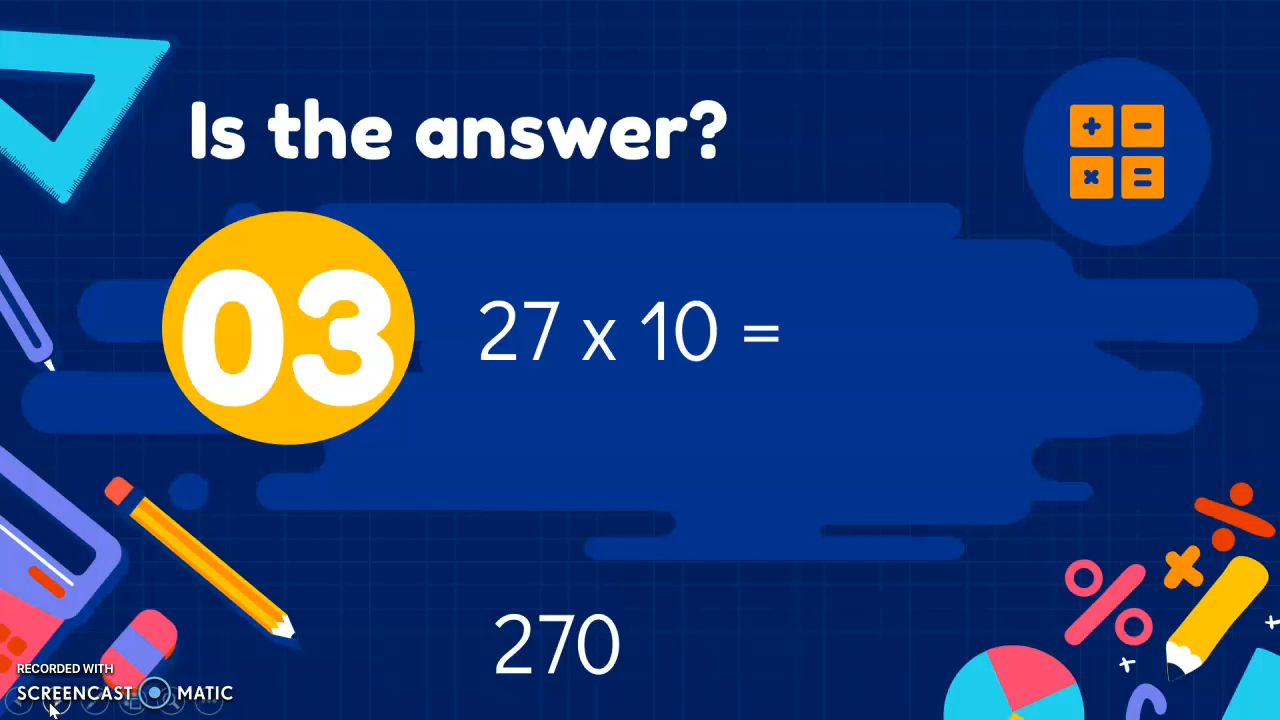 Is the answer?
03
27 x 10 =
270
RECORDED WITH
SCREENCAST MATIC